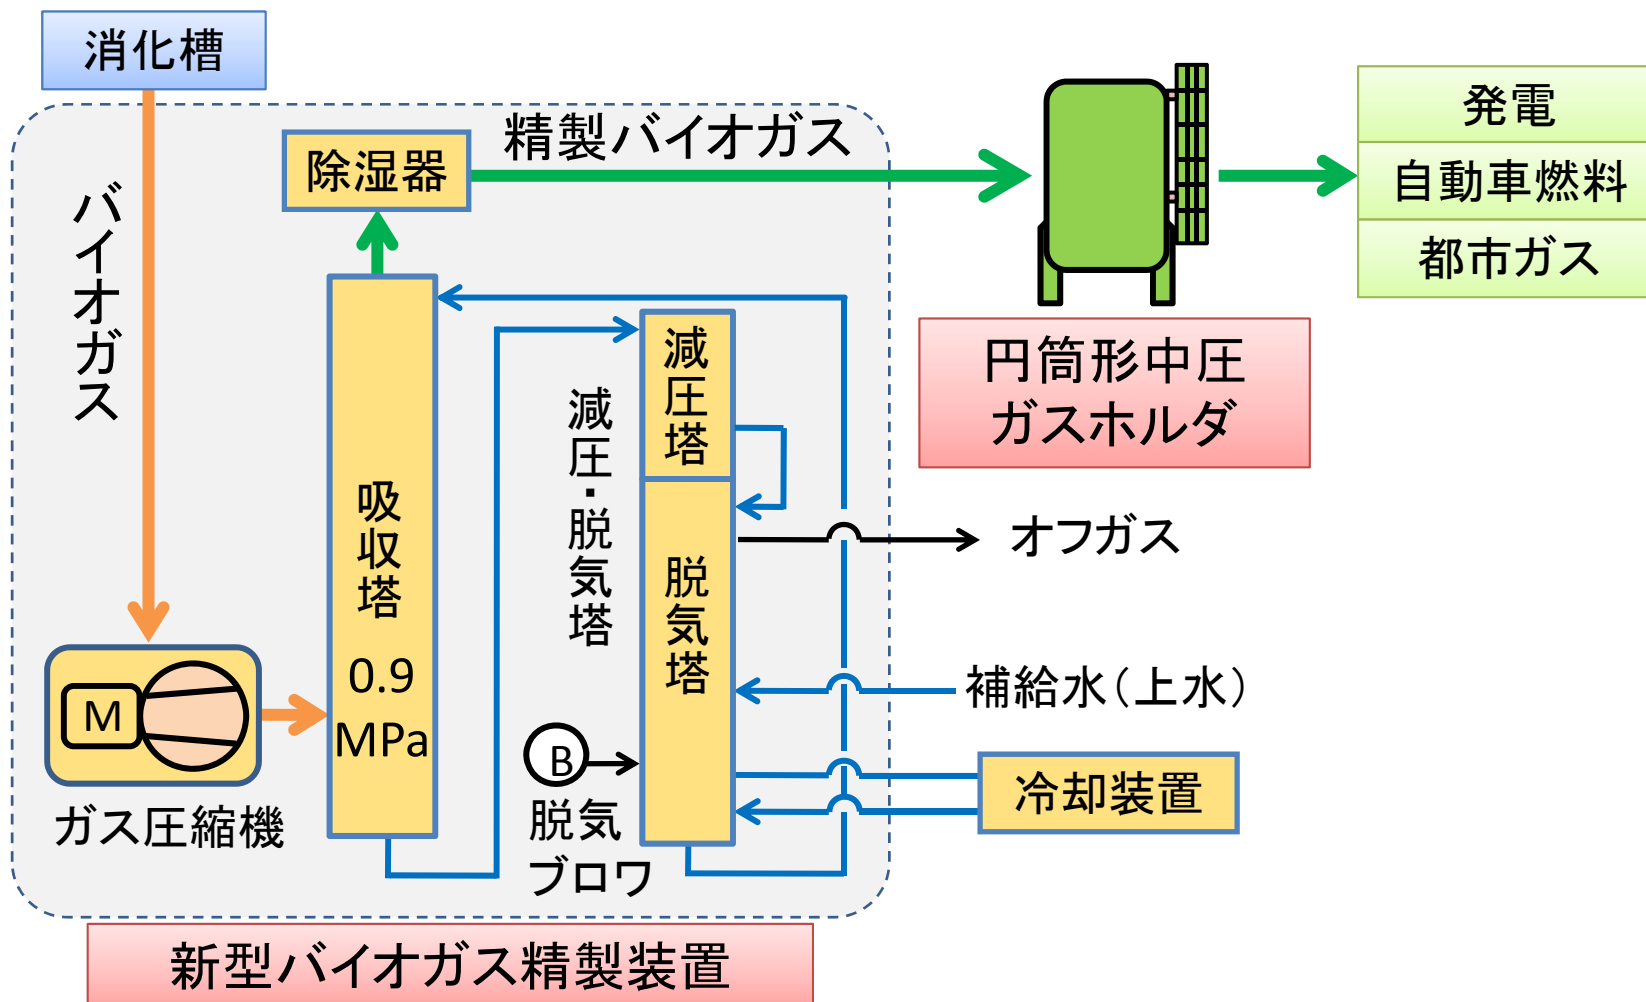 消化槽
バイオガス
除湿器
精製バイオガス
発電
自動車燃料
都市ガス
円筒形中圧
ガスホルダ
吸収塔
0.9
MPa
減圧・脱気塔
減圧塔
脱気塔
オフガス
補給水（上水）
冷却装置
M
ガス圧縮機
B
脱気
ブロワ
新型バイオガス精製装置